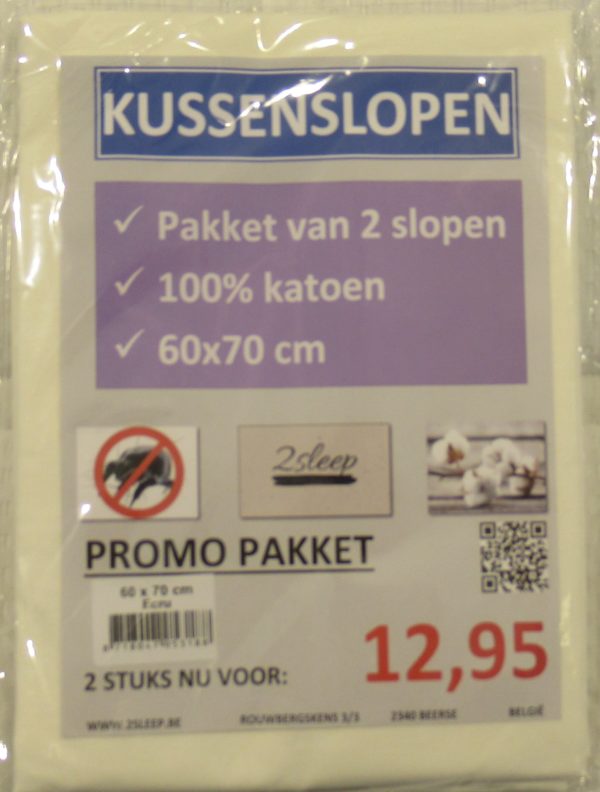 KUSSENSLOPEN
✓ Pakket van 2 slopen
✓ 100% katoen
✓ 60x70 cm
2sleep
PROMO PAKKET
60 x 70 cm
Ecru
12,95
2 STUKS NU VOOR:
WWW.2SLEEP.BE ROUWBERGSKENS 3/3 2340 BEERSE BELGIË